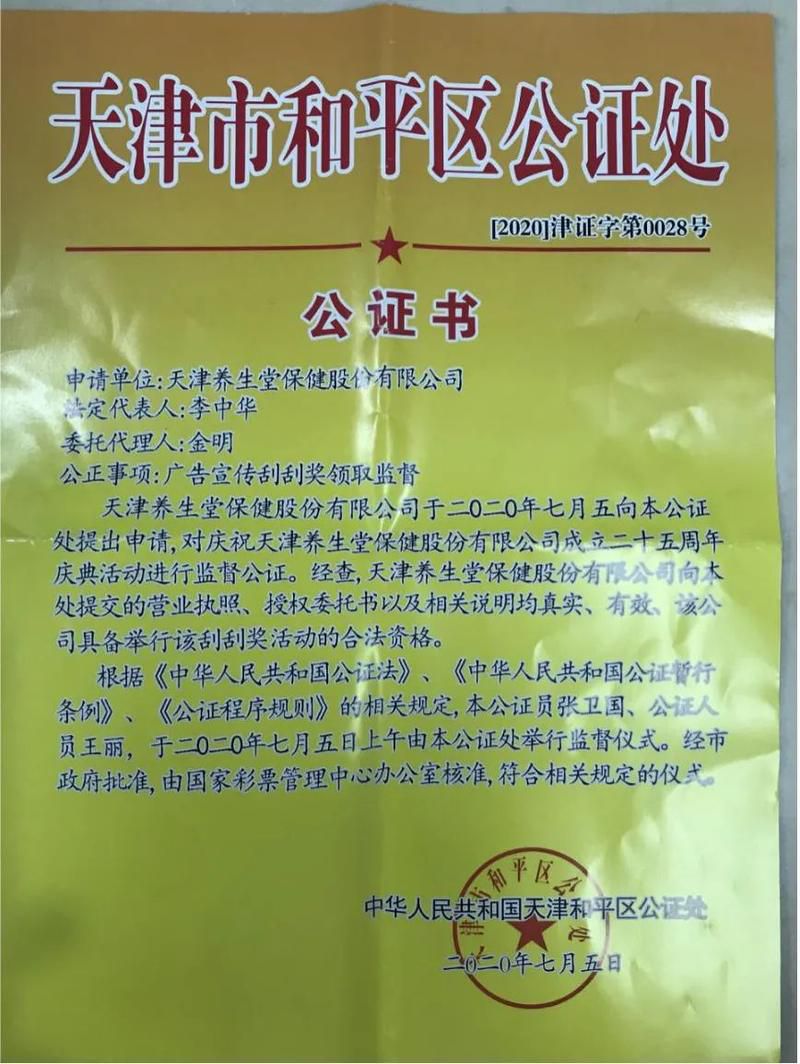 天津市和平区公证处
[2020]津证字第0028号
公证书
申请单位:天津养生堂保健股份有限公司
法定代表人:李中华
委托代理人:金明
公正事项:广告宣传刮刮奖领取监督
天津养生堂保健股份有限公司于二〇二〇年七月五向本公证
处提出申请,对庆祝天津养生堂保健股份有限公司成立二十五周年
庆典活动进行监督公证。经查,天津养生堂保健股份有限公司向本
处提交的营业执照、授权委托书以及相关说明均真实、有效、该公
司具备举行该刮刮奖活动的合法资格。
根据《中华人民共和国公证法》、《中华人民共和国公证暂行
条例》、《公证程序规则》的相关规定,本公证员张卫国、公证人
员王丽,于二〇二〇年七月五日上午由本公证处举行监督仪式。经市
政府批准,由国家彩票管理中心办公室核准,符合相关规定的仪式。
天津市和平区公证处
中华人民共和国天津和平区公证处
二〇二〇年七月五日